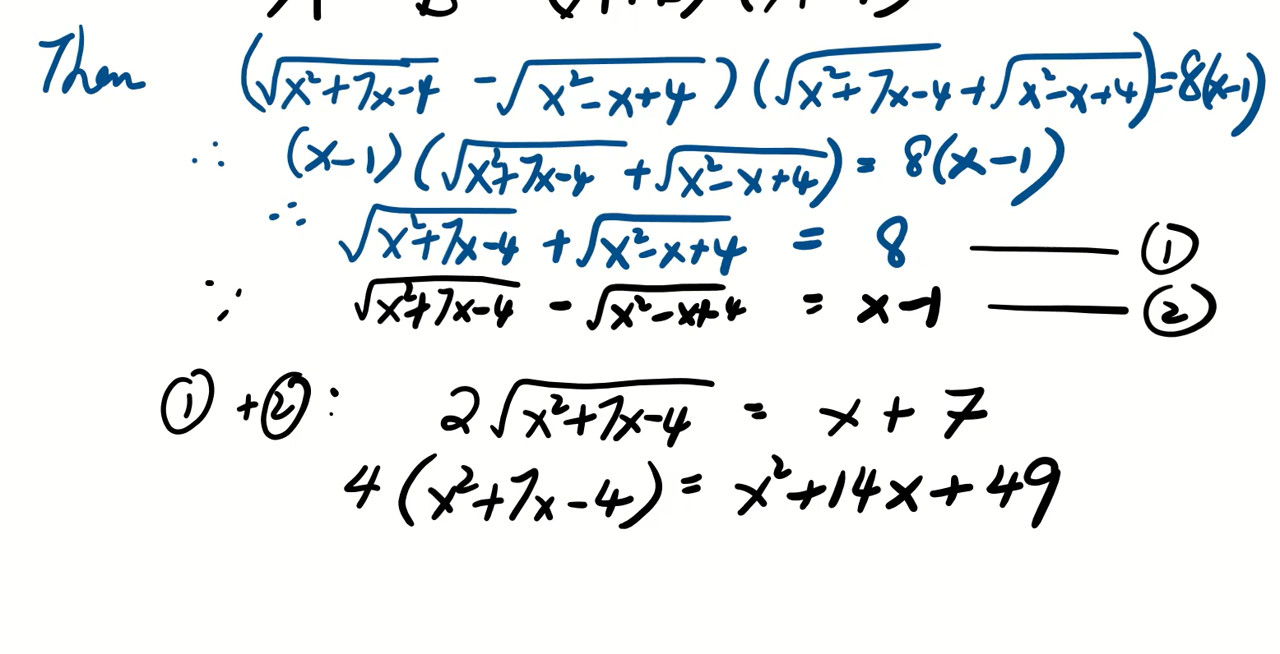 Then (√(x²+7x-4) - √(x²-x+4)) (√(x²+7x-4) + √(x²-x+4)) = 8(x-1)
∴ (x-1) (√(x²+7x-4) + √(x²-x+4)) = 8(x-1)
∴ √(x²+7x-4) + √(x²-x+4) = 8 —— ①
∵ √(x²+7x-4) - √(x²-x+4) = x-1 —— ②
① + ②: 2√(x²+7x-4) = x + 7
4(x²+7x-4) = x²+14x+49